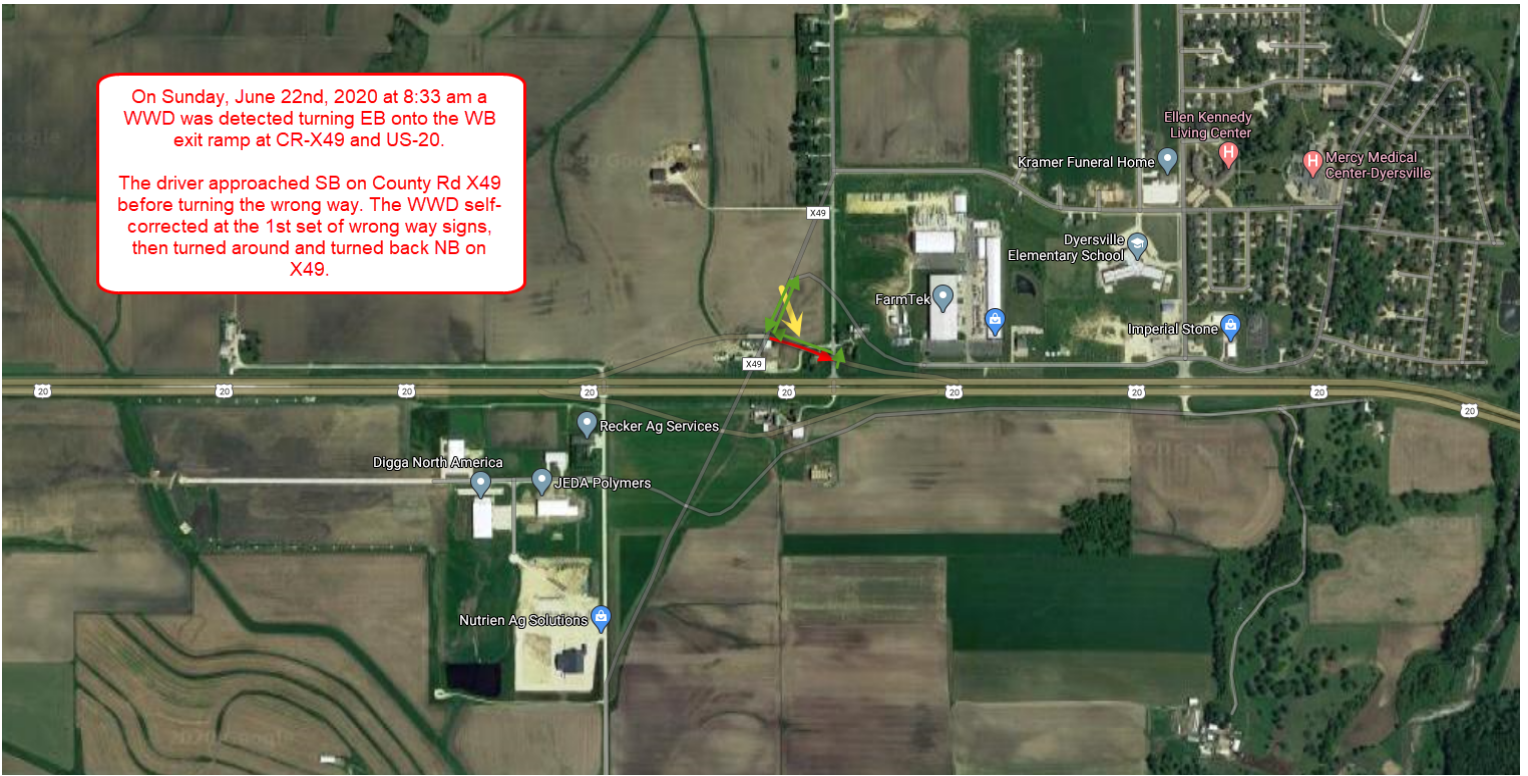 On Sunday, June 22nd, 2020 at 8:33 am a
WWD was detected turning EB onto the WB
exit ramp at CR-X49 and US-20.
The driver approached SB on County Rd X49
before turning the wrong way. The WWD self-
corrected at the 1st set of wrong way signs,
then turned around and turned back NB on
X49.
Ellen Kennedy
Living Center
Kramer Funeral Home
H
H
Mercy Medical
Center-Dyersville
X49
Dyersville
Elementary School
FarmTek
Imperial Stone
X49
20
20
20
20
20
20
20
20
20
Recker Ag Services
Digga North America
JEDA Polymers
Nutrien Ag Solutions
2020 Google